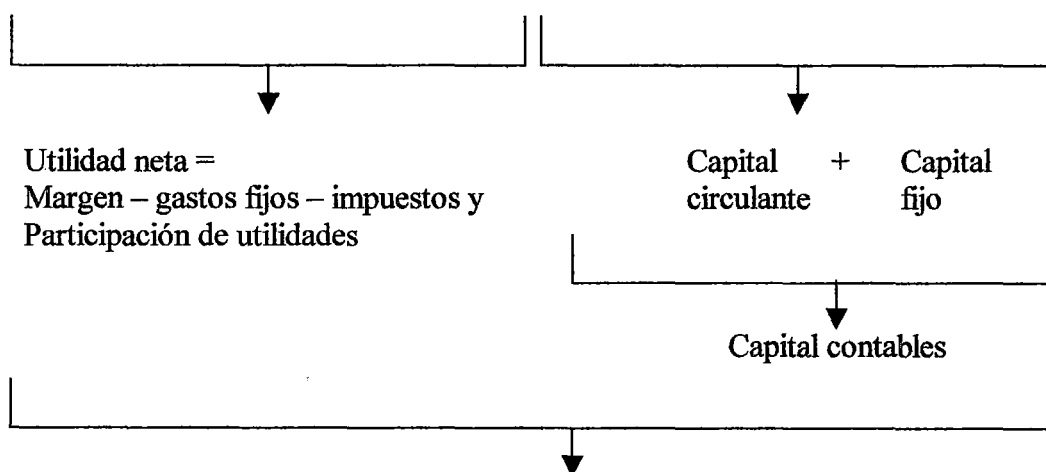 Utilidad neta =
Margen – gastos fijos – impuestos y
Participación de utilidades
Capital + Capital
circulante fijo
Capital contables